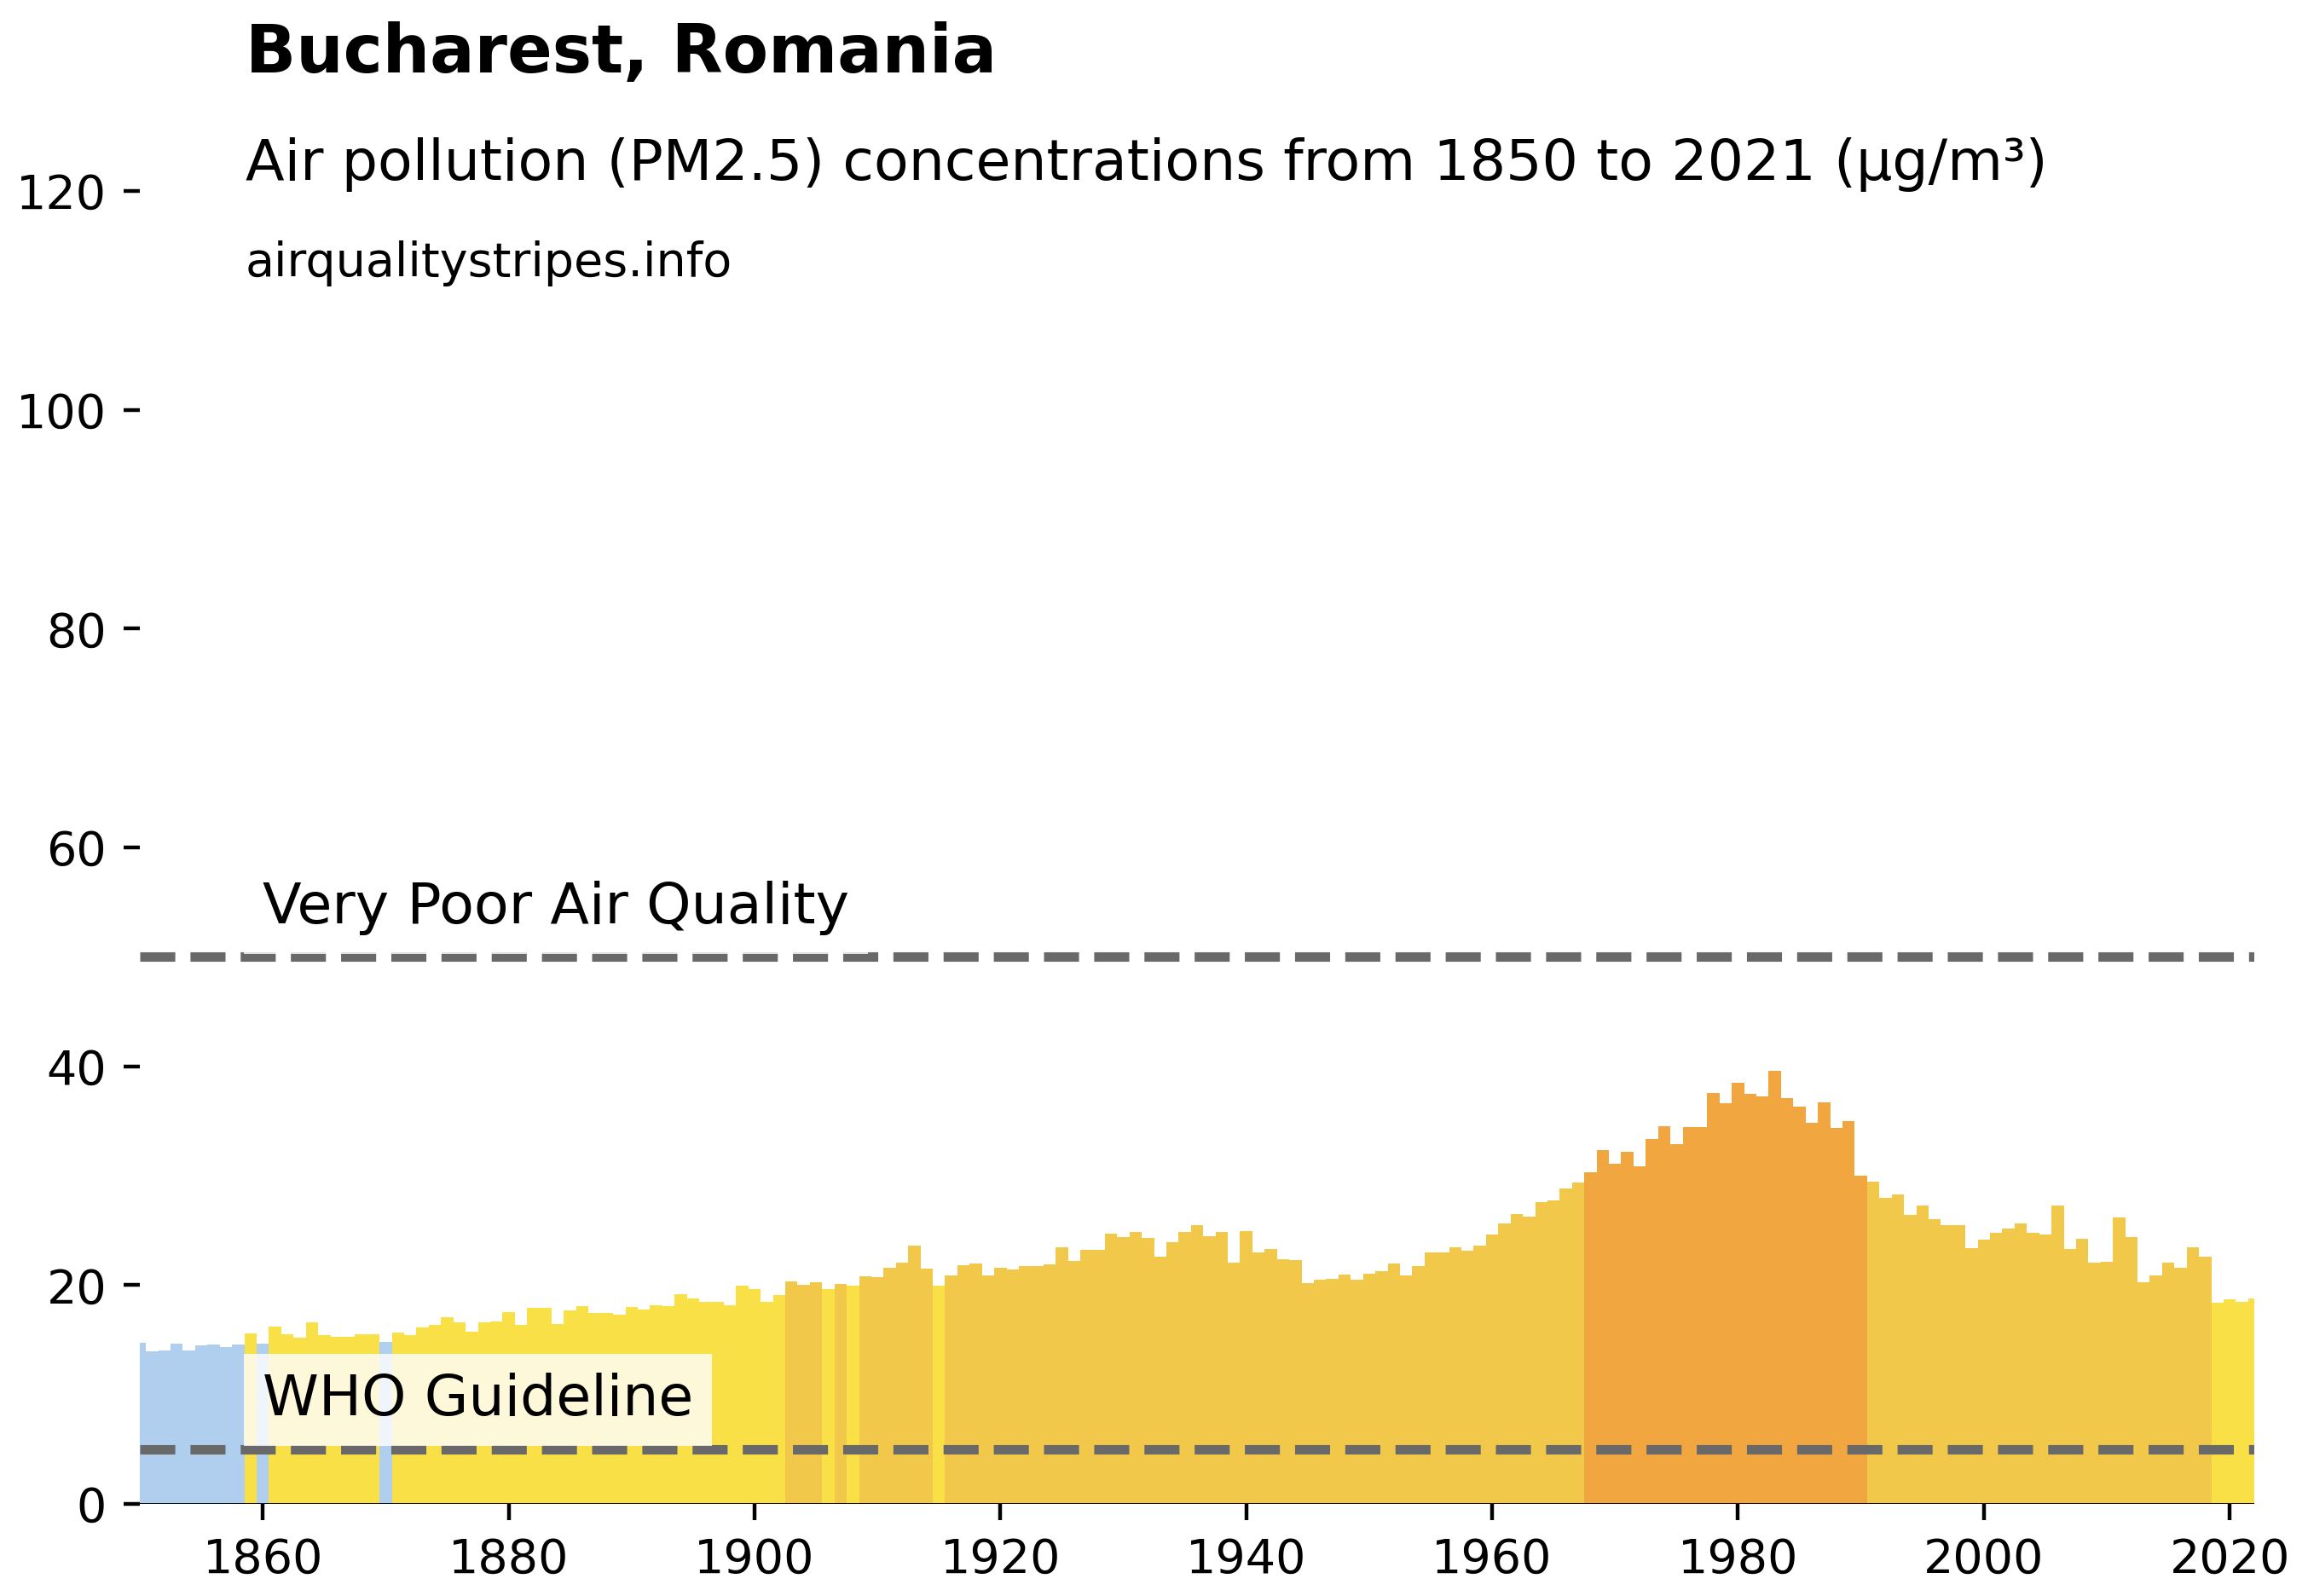 Bucharest, Romania
Air pollution (PM2.5) concentrations from 1850 to 2021 (µg/m³)
airqualitystripes.info
120
100
80
60
Very Poor Air Quality
40
20
WHO Guideline
0
1860 1880 1900 1920 1940 1960 1980 2000 2020